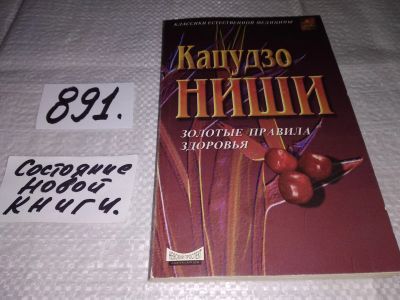 КЛАССИКИ ЕСТЕСТВЕННОЙ МЕДИЦИНЫ
Кацудзо
НИШИ
ЗОЛОТЫЕ ПРАВИЛА
ЗДОРОВЬЯ
891.
Состояние
новой
книги.